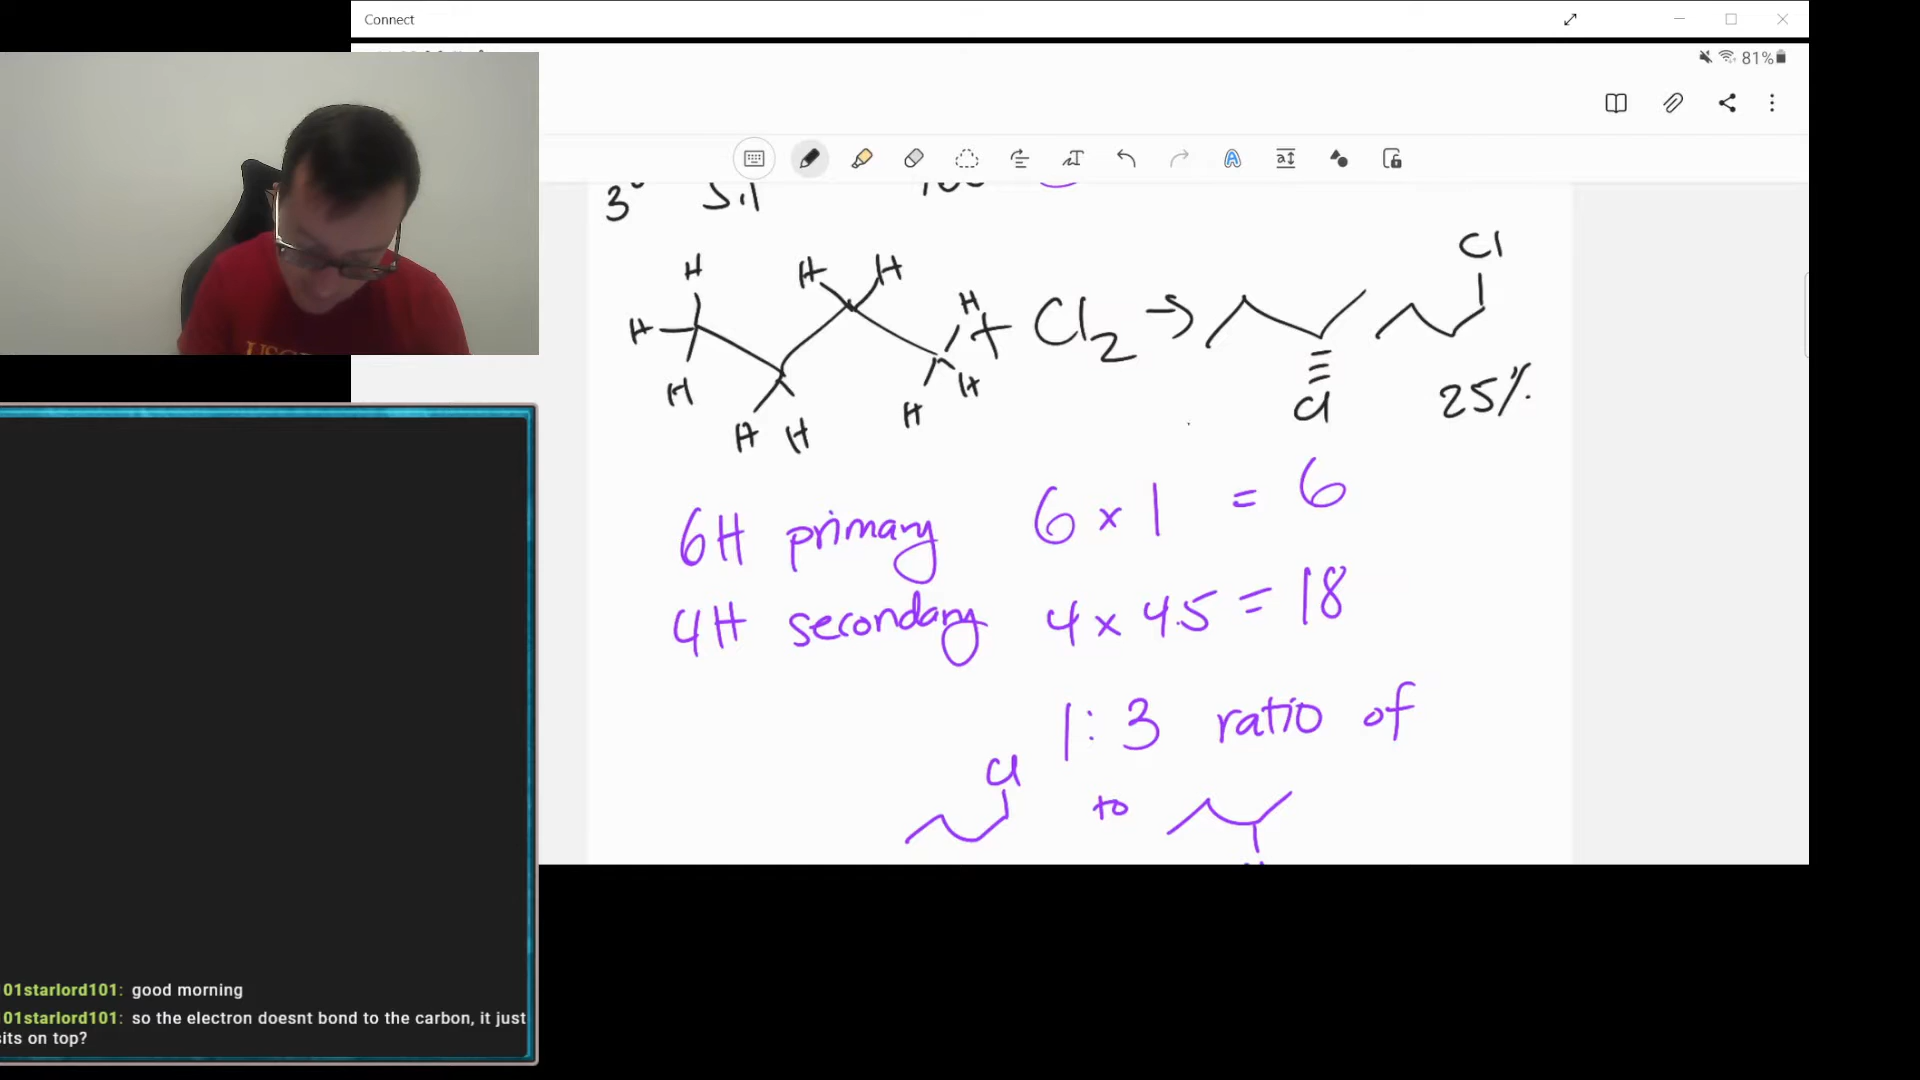 Connect
81%
3°
H H H
H H
+ Cl2 →
Cl
Cl
25%
H H H H H
6H primary 6 x 1 = 6
4H secondary 4 x 4.5 = 18
1:3 ratio of
Cl
to
01starlord101: good morning
01starlord101: so the electron doesnt bond to the carbon, it just
sits on top?